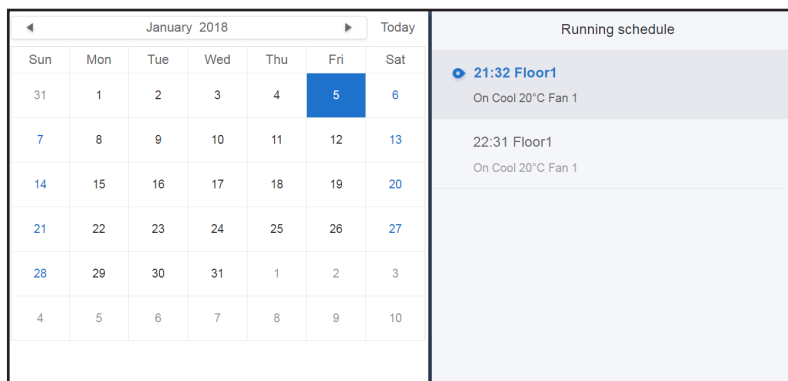 January 2018 Today
Sun Mon Tue Wed Thu Fri Sat
31 1 2 3 4 5 6
7 8 9 10 11 12 13
14 15 16 17 18 19 20
21 22 23 24 25 26 27
28 29 30 31 1 2 3
4 5 6 7 8 9 10
Running schedule
21:32 Floor1
On Cool 20°C Fan 1
22:31 Floor1
On Cool 20°C Fan 1